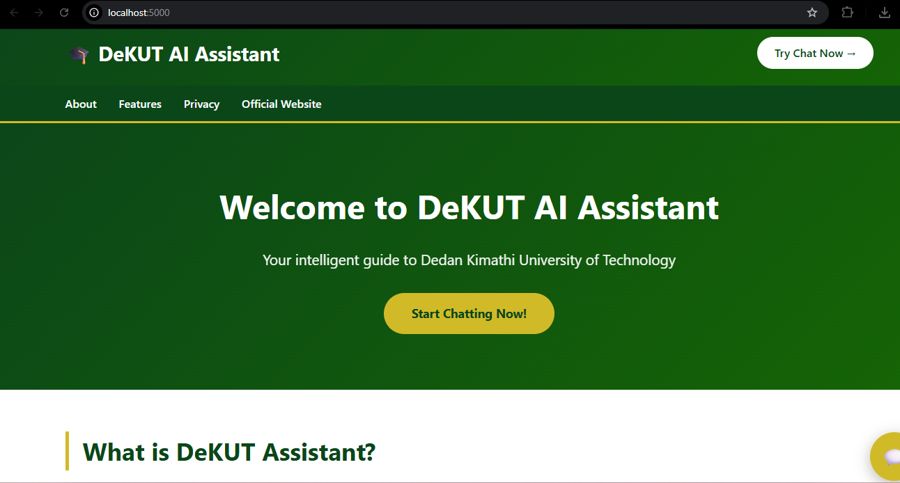 localhost:5000
DeKUT AI Assistant
Try Chat Now →
About Features Privacy Official Website
Welcome to DeKUT AI Assistant
Your intelligent guide to Dedan Kimathi University of Technology
Start Chatting Now!
What is DeKUT Assistant?